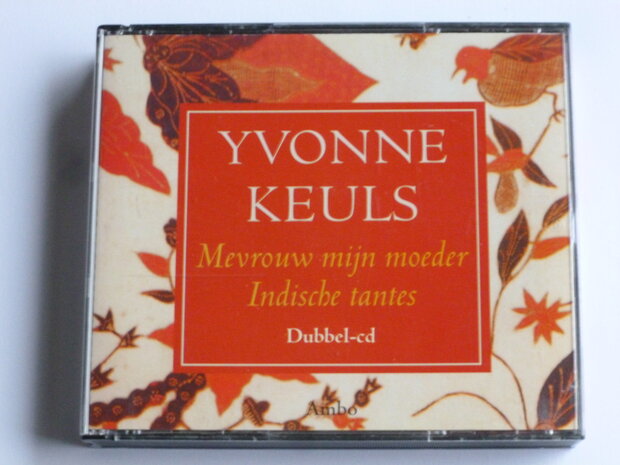 YVONNE
KEULS
Mevrouw mijn moeder
Indische tantes
Dubbel-cd
Ambo